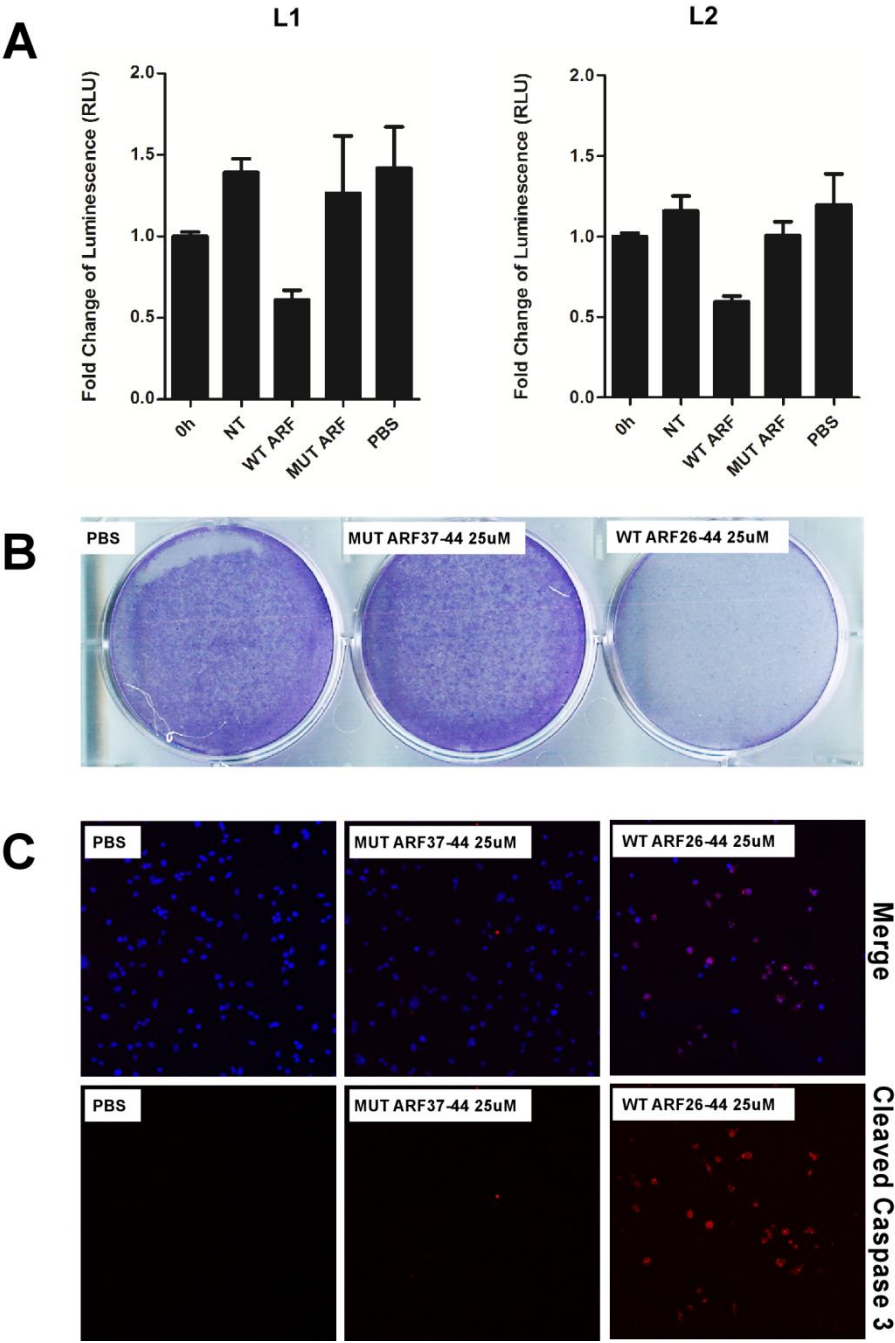 A
L1
Fold Change of Luminescence (RLU)
2.0
1.5
1.0
0.5
0.0
0h
NT
WT ARF
MUT ARF
PBS
L2
Fold Change of Luminescence (RLU)
2.0
1.5
1.0
0.5
0.0
0h
NT
WT ARF
MUT ARF
PBS
B
PBS
MUT ARF37-44 25uM
WT ARF26-44 25uM
C
PBS
MUT ARF37-44 25uM
WT ARF26-44 25uM
Merge
PBS
MUT ARF37-44 25uM
WT ARF26-44 25uM
Cleaved Caspase 3